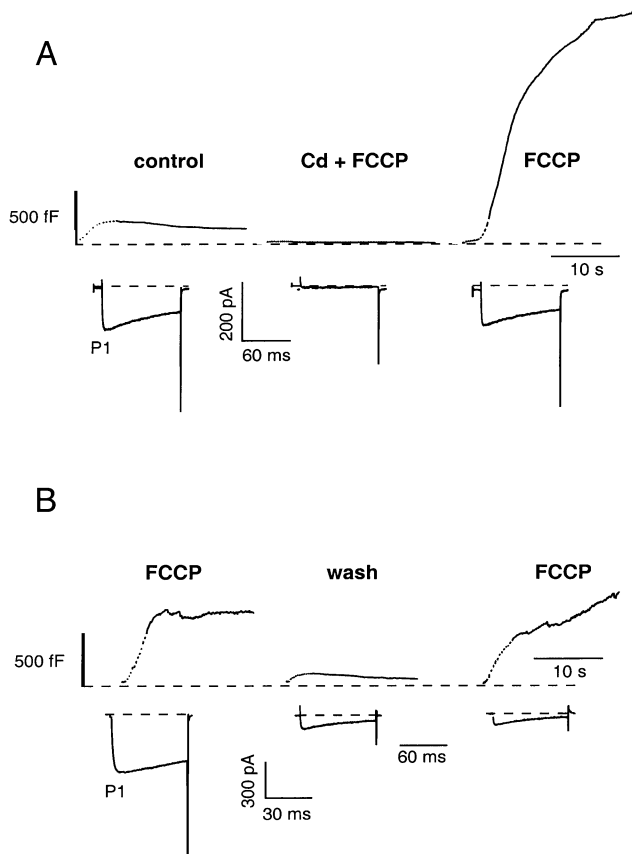 A
control
Cd + FCCP
FCCP
500 fF
10 s
P1
200 pA
60 ms
B
FCCP
wash
FCCP
500 fF
10 s
P1
300 pA
60 ms
30 ms